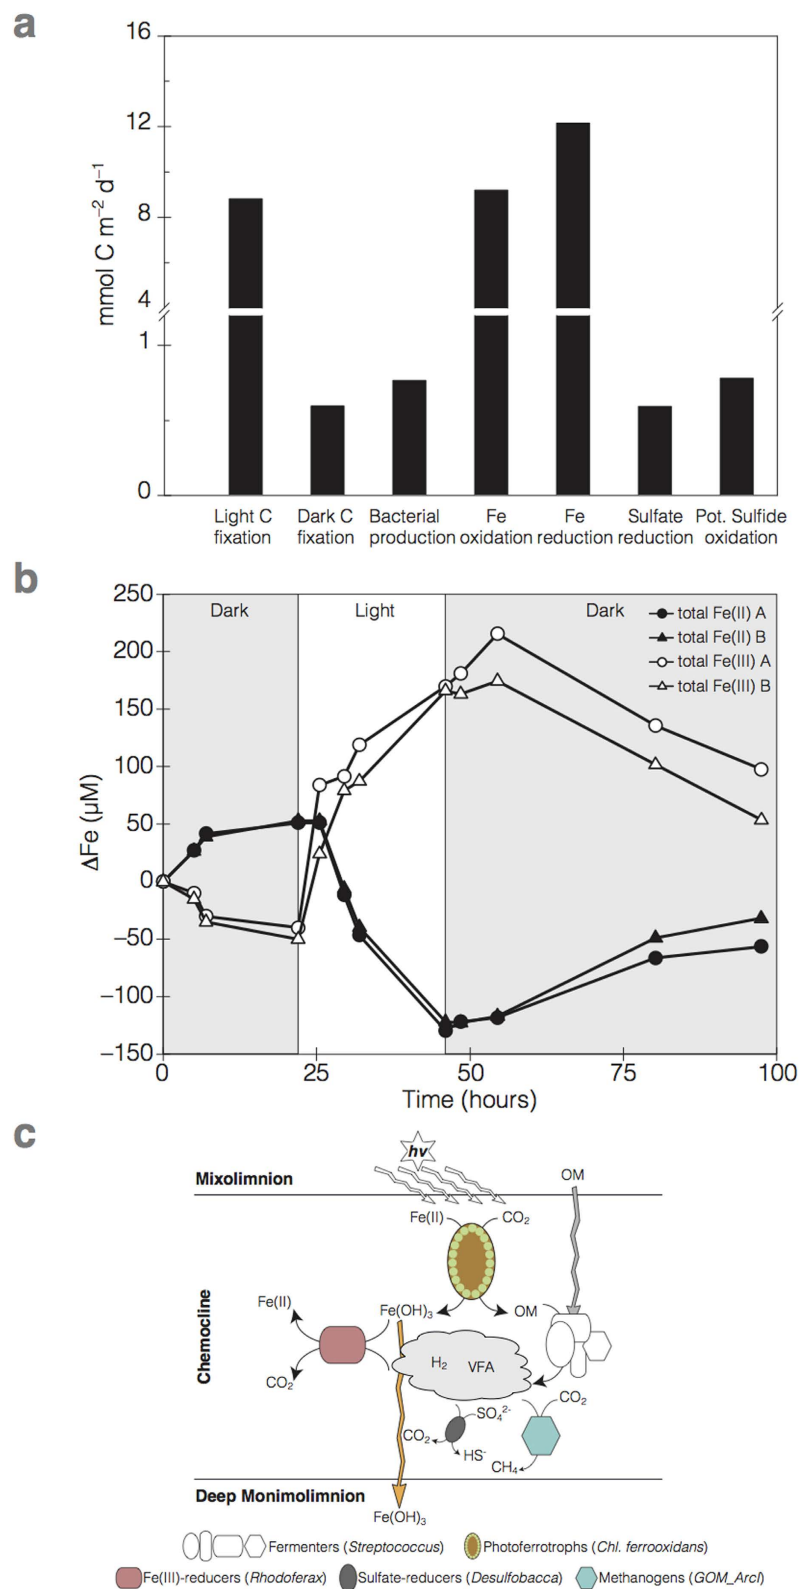 a
16
12
8
4
1
0
mmol C m⁻² d⁻¹
Light C fixation
Dark C fixation
Bacterial production
Fe oxidation
Fe reduction
Sulfate reduction
Pot. Sulfide oxidation
b
250
200
150
100
50
0
−50
−100
−150
ΔFe (µM)
Dark
Light
Dark
total Fe(II) A
total Fe(II) B
total Fe(III) A
total Fe(III) B
0 25 50 75 100
Time (hours)
c
hv
Mixolimnion
OM
Fe(II)
CO₂
Chemocline
Fe(II)
Fe(OH)₃
OM
H₂
VFA
CO₂
CO₂
SO₄²⁻
CO₂
HS⁻
CH₄
Deep Monimolimnion
Fe(OH)₃
Fermenters (Streptococcus)
Photoferrotrophs (Chl. ferrooxidans)
Fe(III)-reducers (Rhodoferax)
Sulfate-reducers (Desulfobacca)
Methanogens (GOM_ArcI)